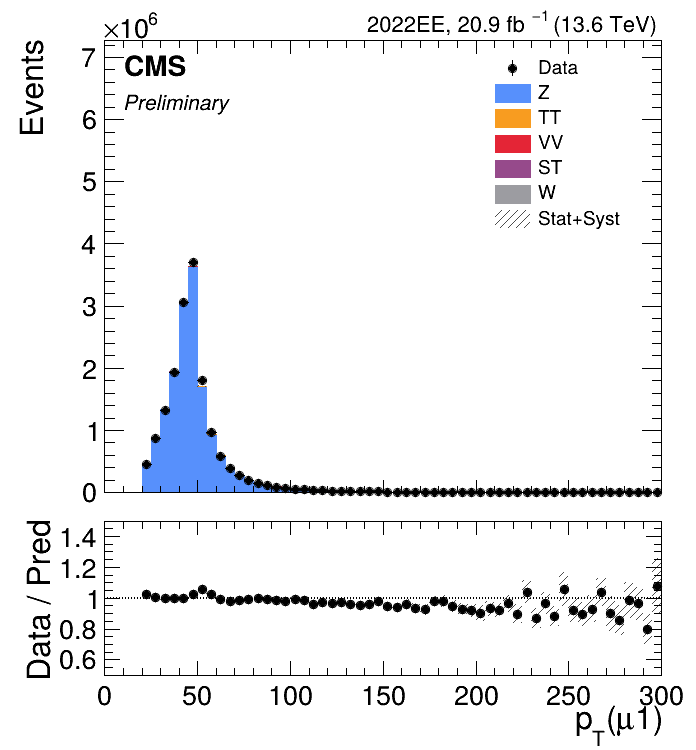 ×10⁶
2022EE, 20.9 fb ⁻¹ (13.6 TeV)
Events
7
6
5
4
3
2
1
0
CMS
Preliminary
Data
Z
TT
VV
ST
W
Stat+Syst
Data / Pred
1.4
1.2
1
0.8
0.6
0 50 100 150 200 250 300
p_T(μ1)